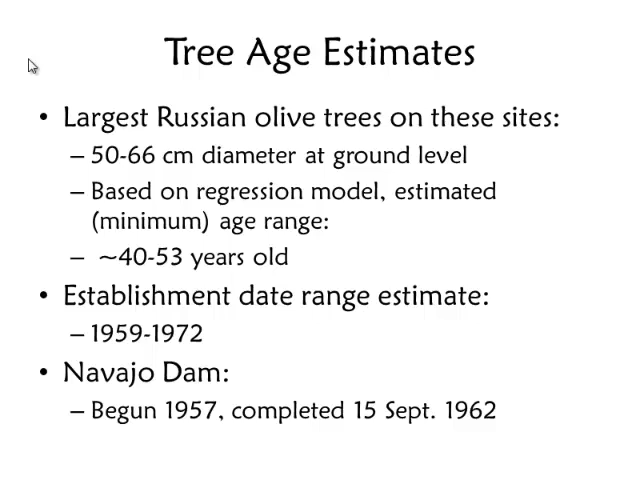 Tree Age Estimates
• Largest Russian olive trees on these sites:
– 50-66 cm diameter at ground level
– Based on regression model, estimated
(minimum) age range:
– ~40-53 years old
• Establishment date range estimate:
– 1959-1972
• Navajo Dam:
– Begun 1957, completed 15 Sept. 1962